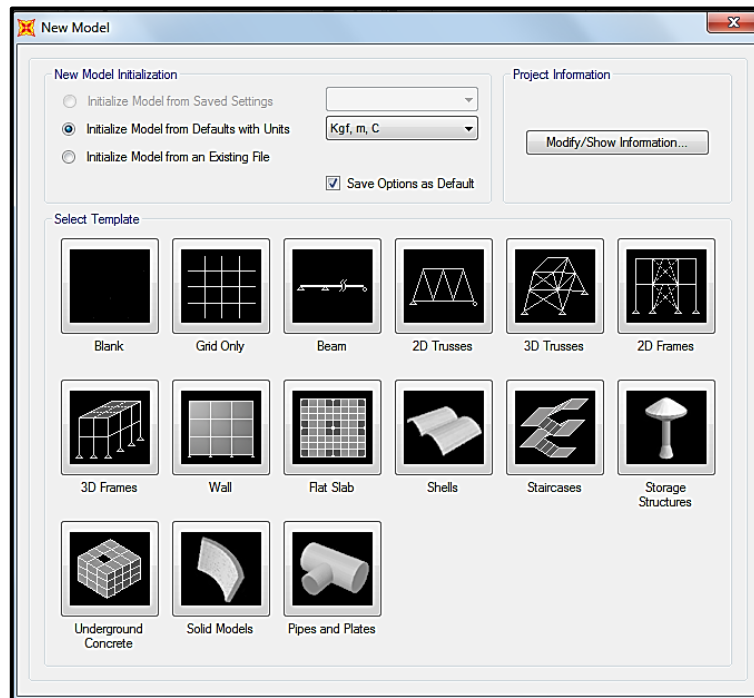 New Model
New Model Initialization
Project Information
Initialize Model from Saved Settings
Initialize Model from Defaults with Units
Kgf, m, C
Initialize Model from an Existing File
Modify/Show Information...
Save Options as Default
Select Template
Blank
Grid Only
Beam
2D Trusses
3D Trusses
2D Frames
3D Frames
Wall
Flat Slab
Shells
Staircases
Storage
Structures
Underground
Concrete
Solid Models
Pipes and Plates